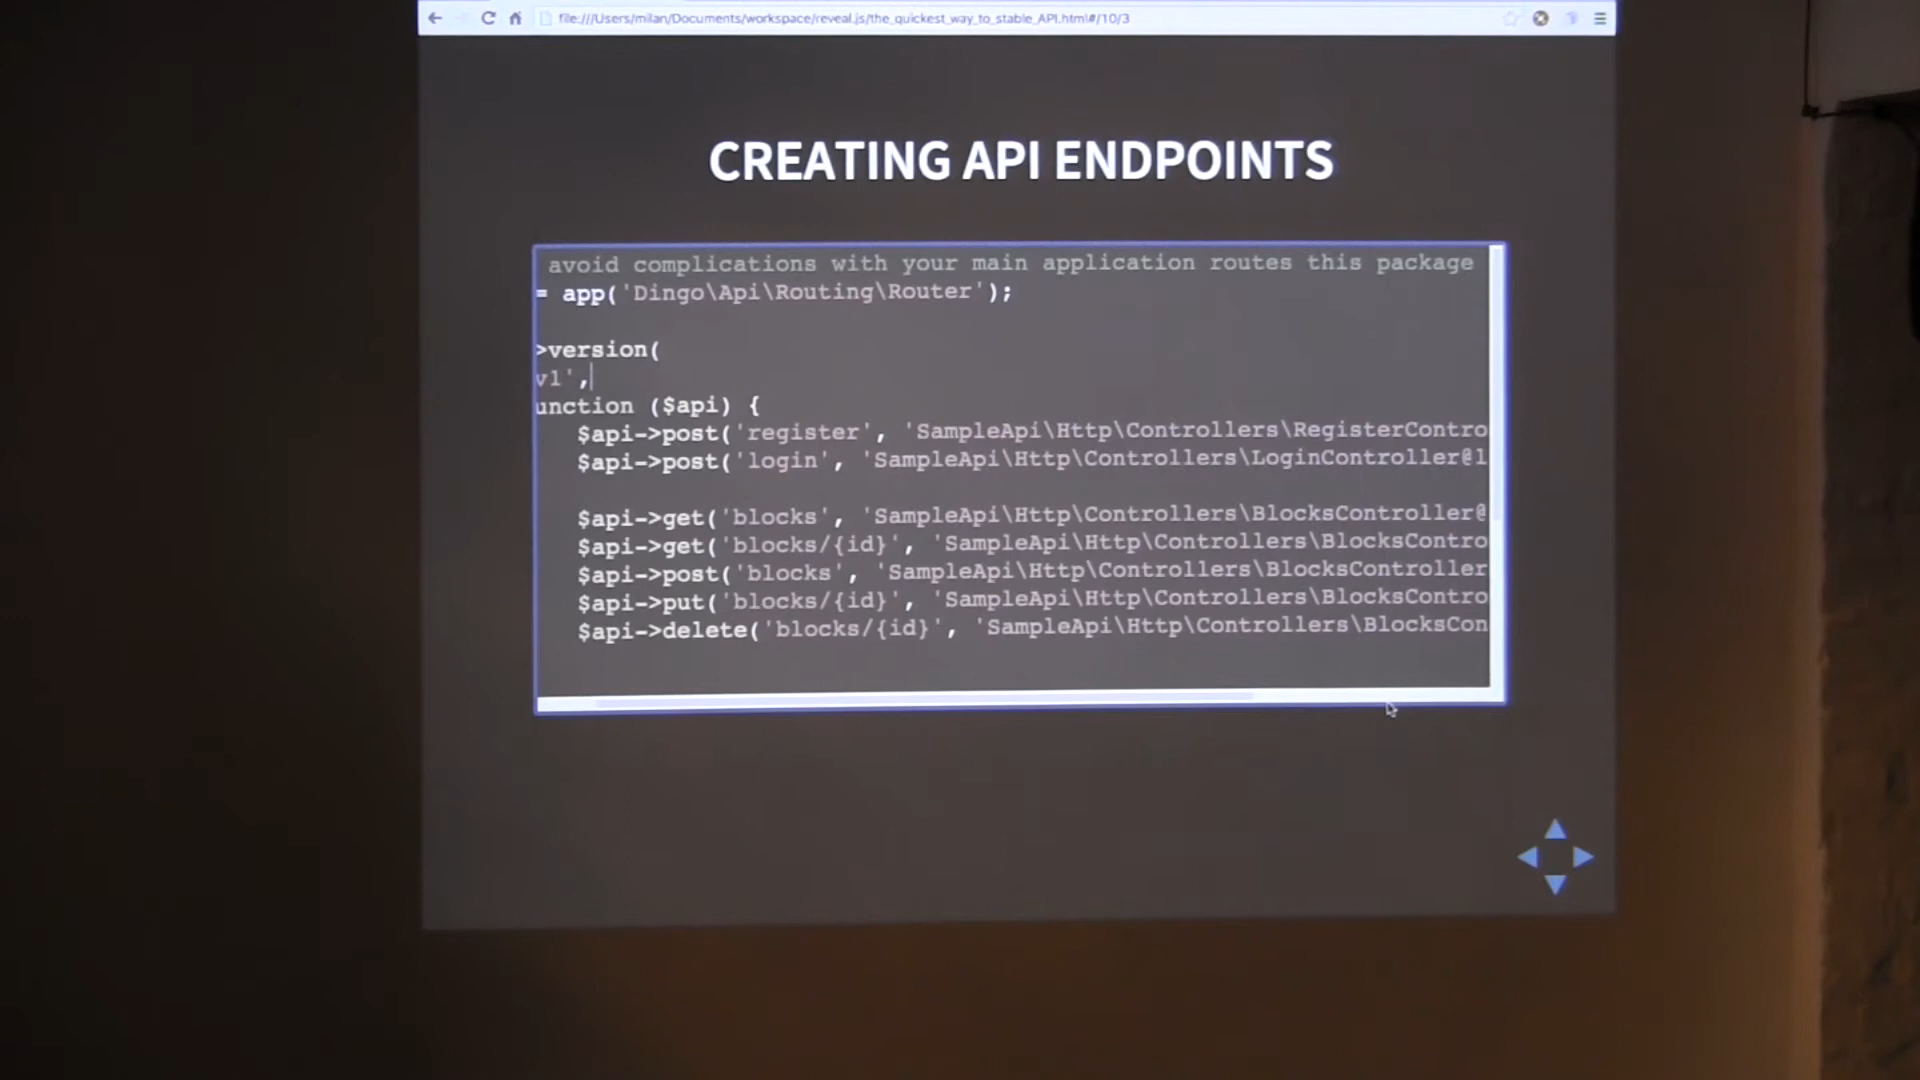 file:///Users/milan/Documents/workspace/reveal.js/the_quickest_way_to_stable_API.html#/10/3
CREATING API ENDPOINTS
avoid complications with your main application routes this package
= app('Dingo\Api\Routing\Router');
>version(
v1',
unction ($api) {
$api->post('register', 'SampleApi\Http\Controllers\RegisterContro
$api->post('login', 'SampleApi\Http\Controllers\LoginController@l
$api->get('blocks', 'SampleApi\Http\Controllers\BlocksController@
$api->get('blocks/{id}', 'SampleApi\Http\Controllers\BlocksContro
$api->post('blocks', 'SampleApi\Http\Controllers\BlocksController
$api->put('blocks/{id}', 'SampleApi\Http\Controllers\BlocksContro
$api->delete('blocks/{id}', 'SampleApi\Http\Controllers\BlocksCon